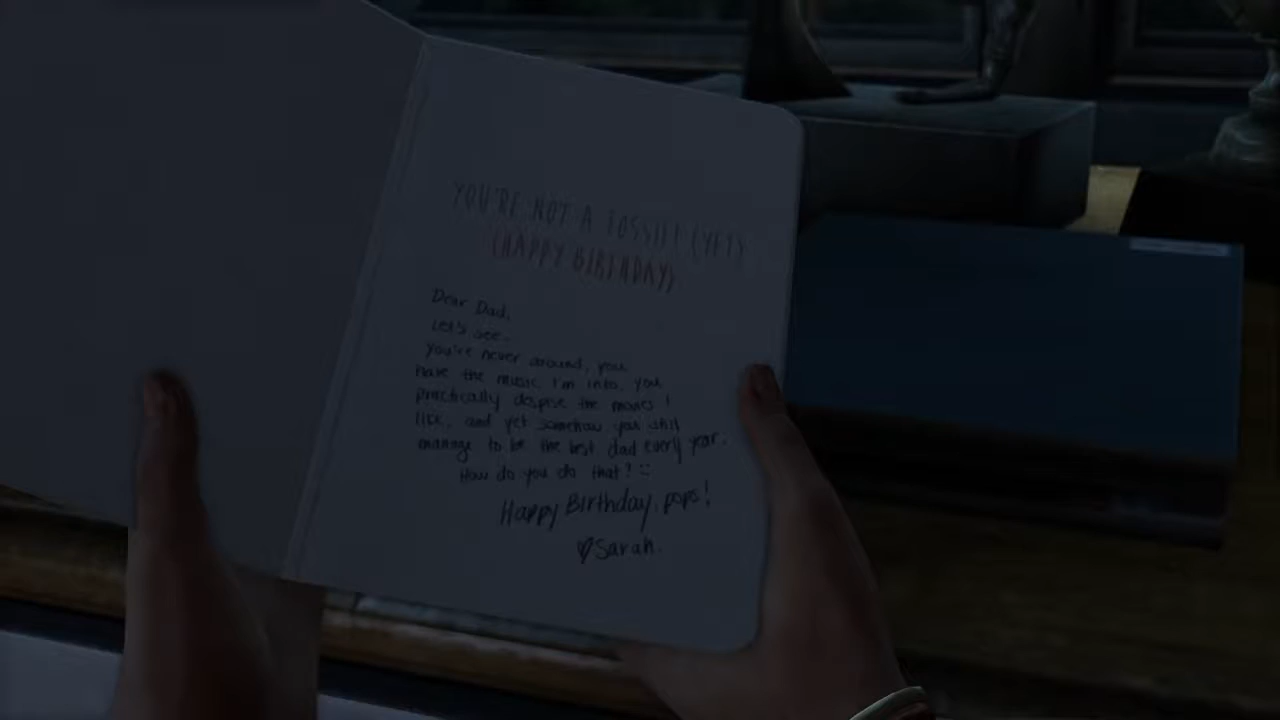 YOU'RE NOT A FOSSIL! (YET)
(HAPPY BIRTHDAY)
Dear Dad,
Let's see...
you're never around, you
hate the music I'm into, you
practically despise the movies I
like, and yet somehow you still
manage to be the best dad every year.
How do you do that? :)
Happy Birthday, pops!
♡Sarah.